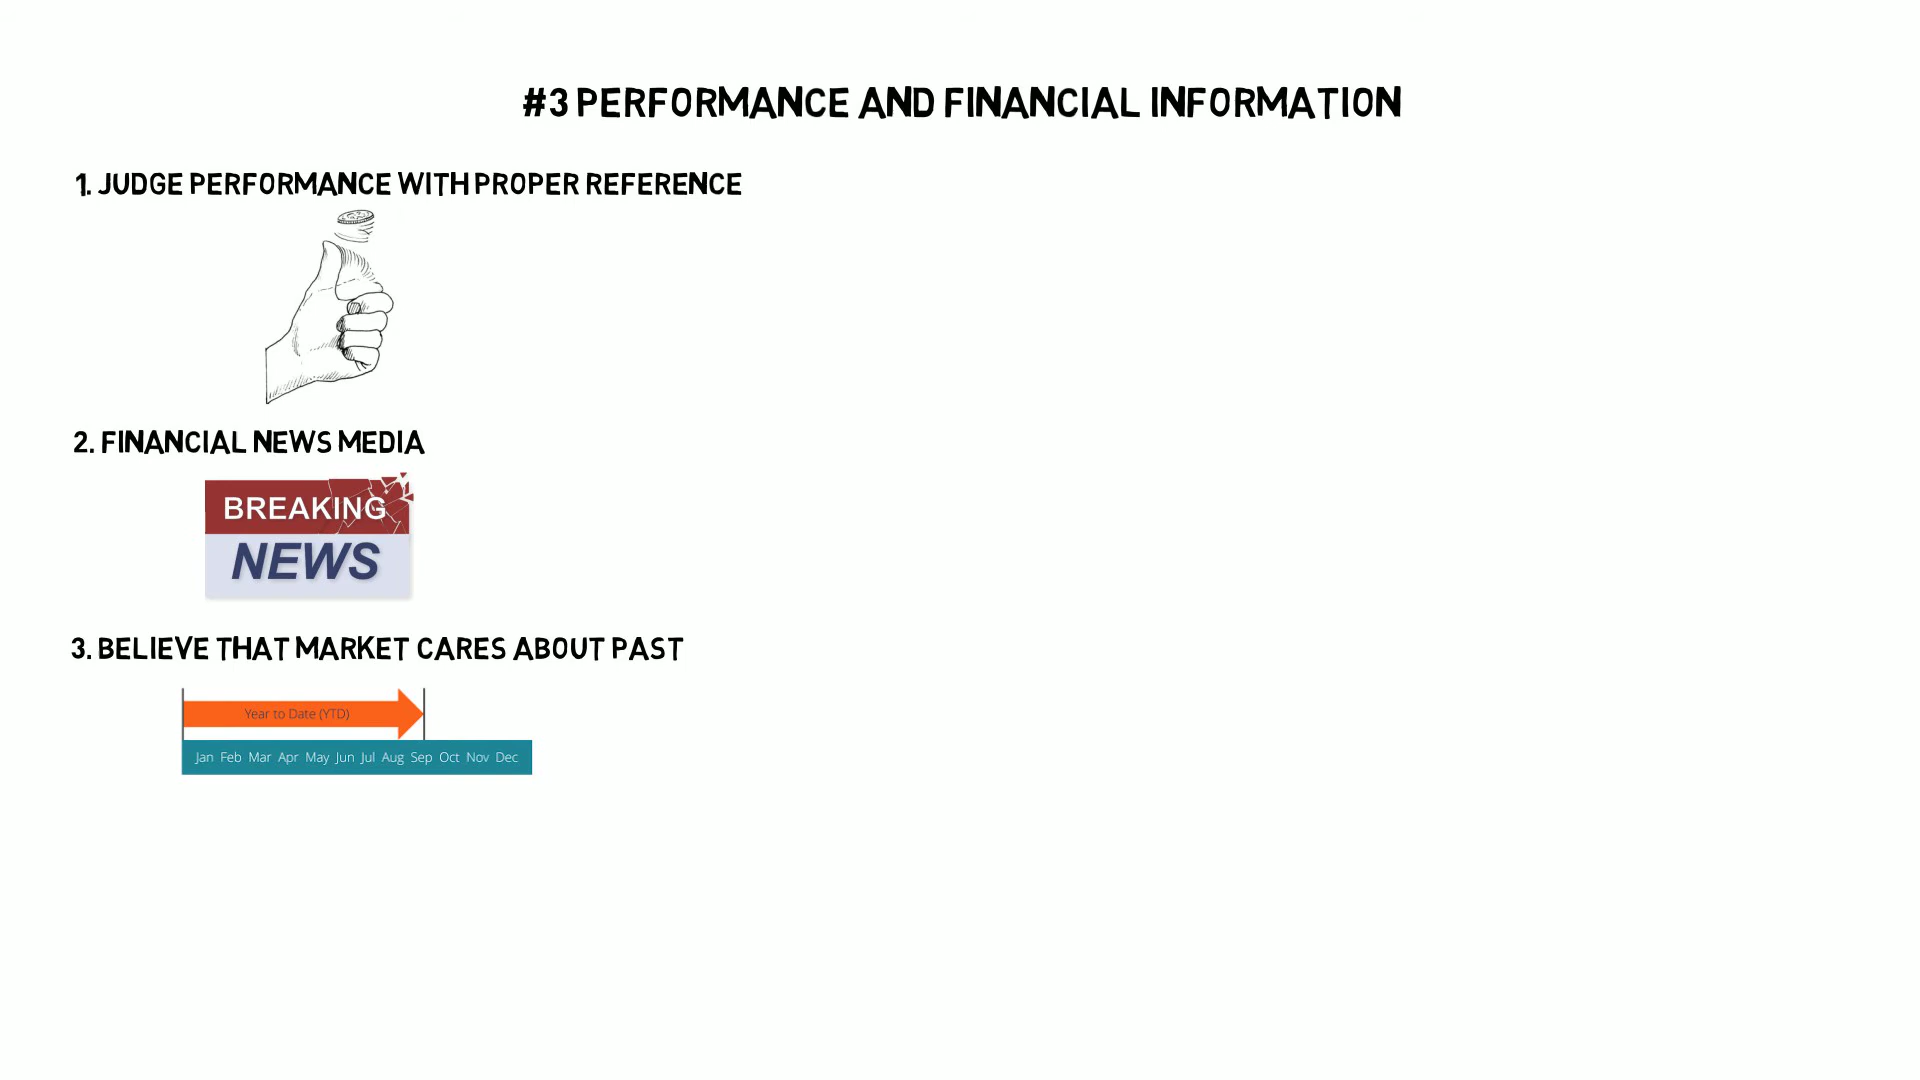 #3 PERFORMANCE AND FINANCIAL INFORMATION
1. JUDGE PERFORMANCE WITH PROPER REFERENCE
2. FINANCIAL NEWS MEDIA
BREAKING
NEWS
3. BELIEVE THAT MARKET CARES ABOUT PAST
Year to Date (YTD)
Jan Feb Mar Apr May Jun Jul Aug Sep Oct Nov Dec